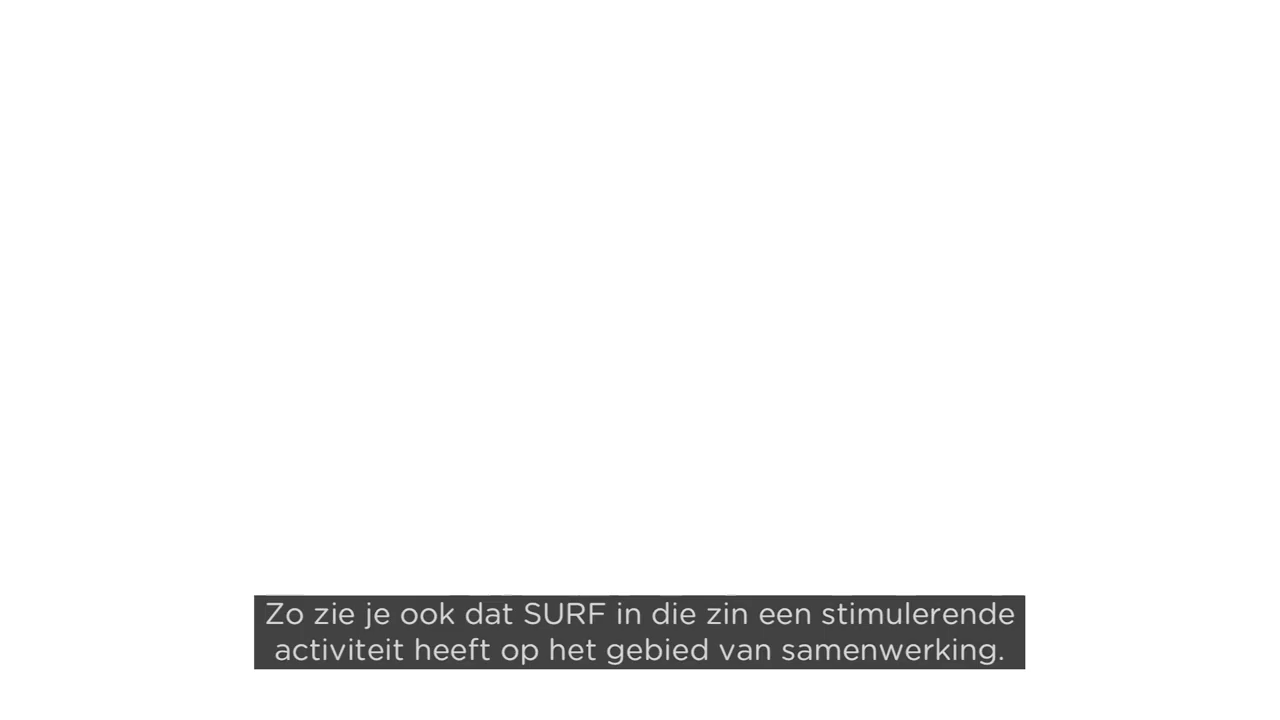 Zo zie je ook dat SURF in die zin een stimulerende
activiteit heeft op het gebied van samenwerking.